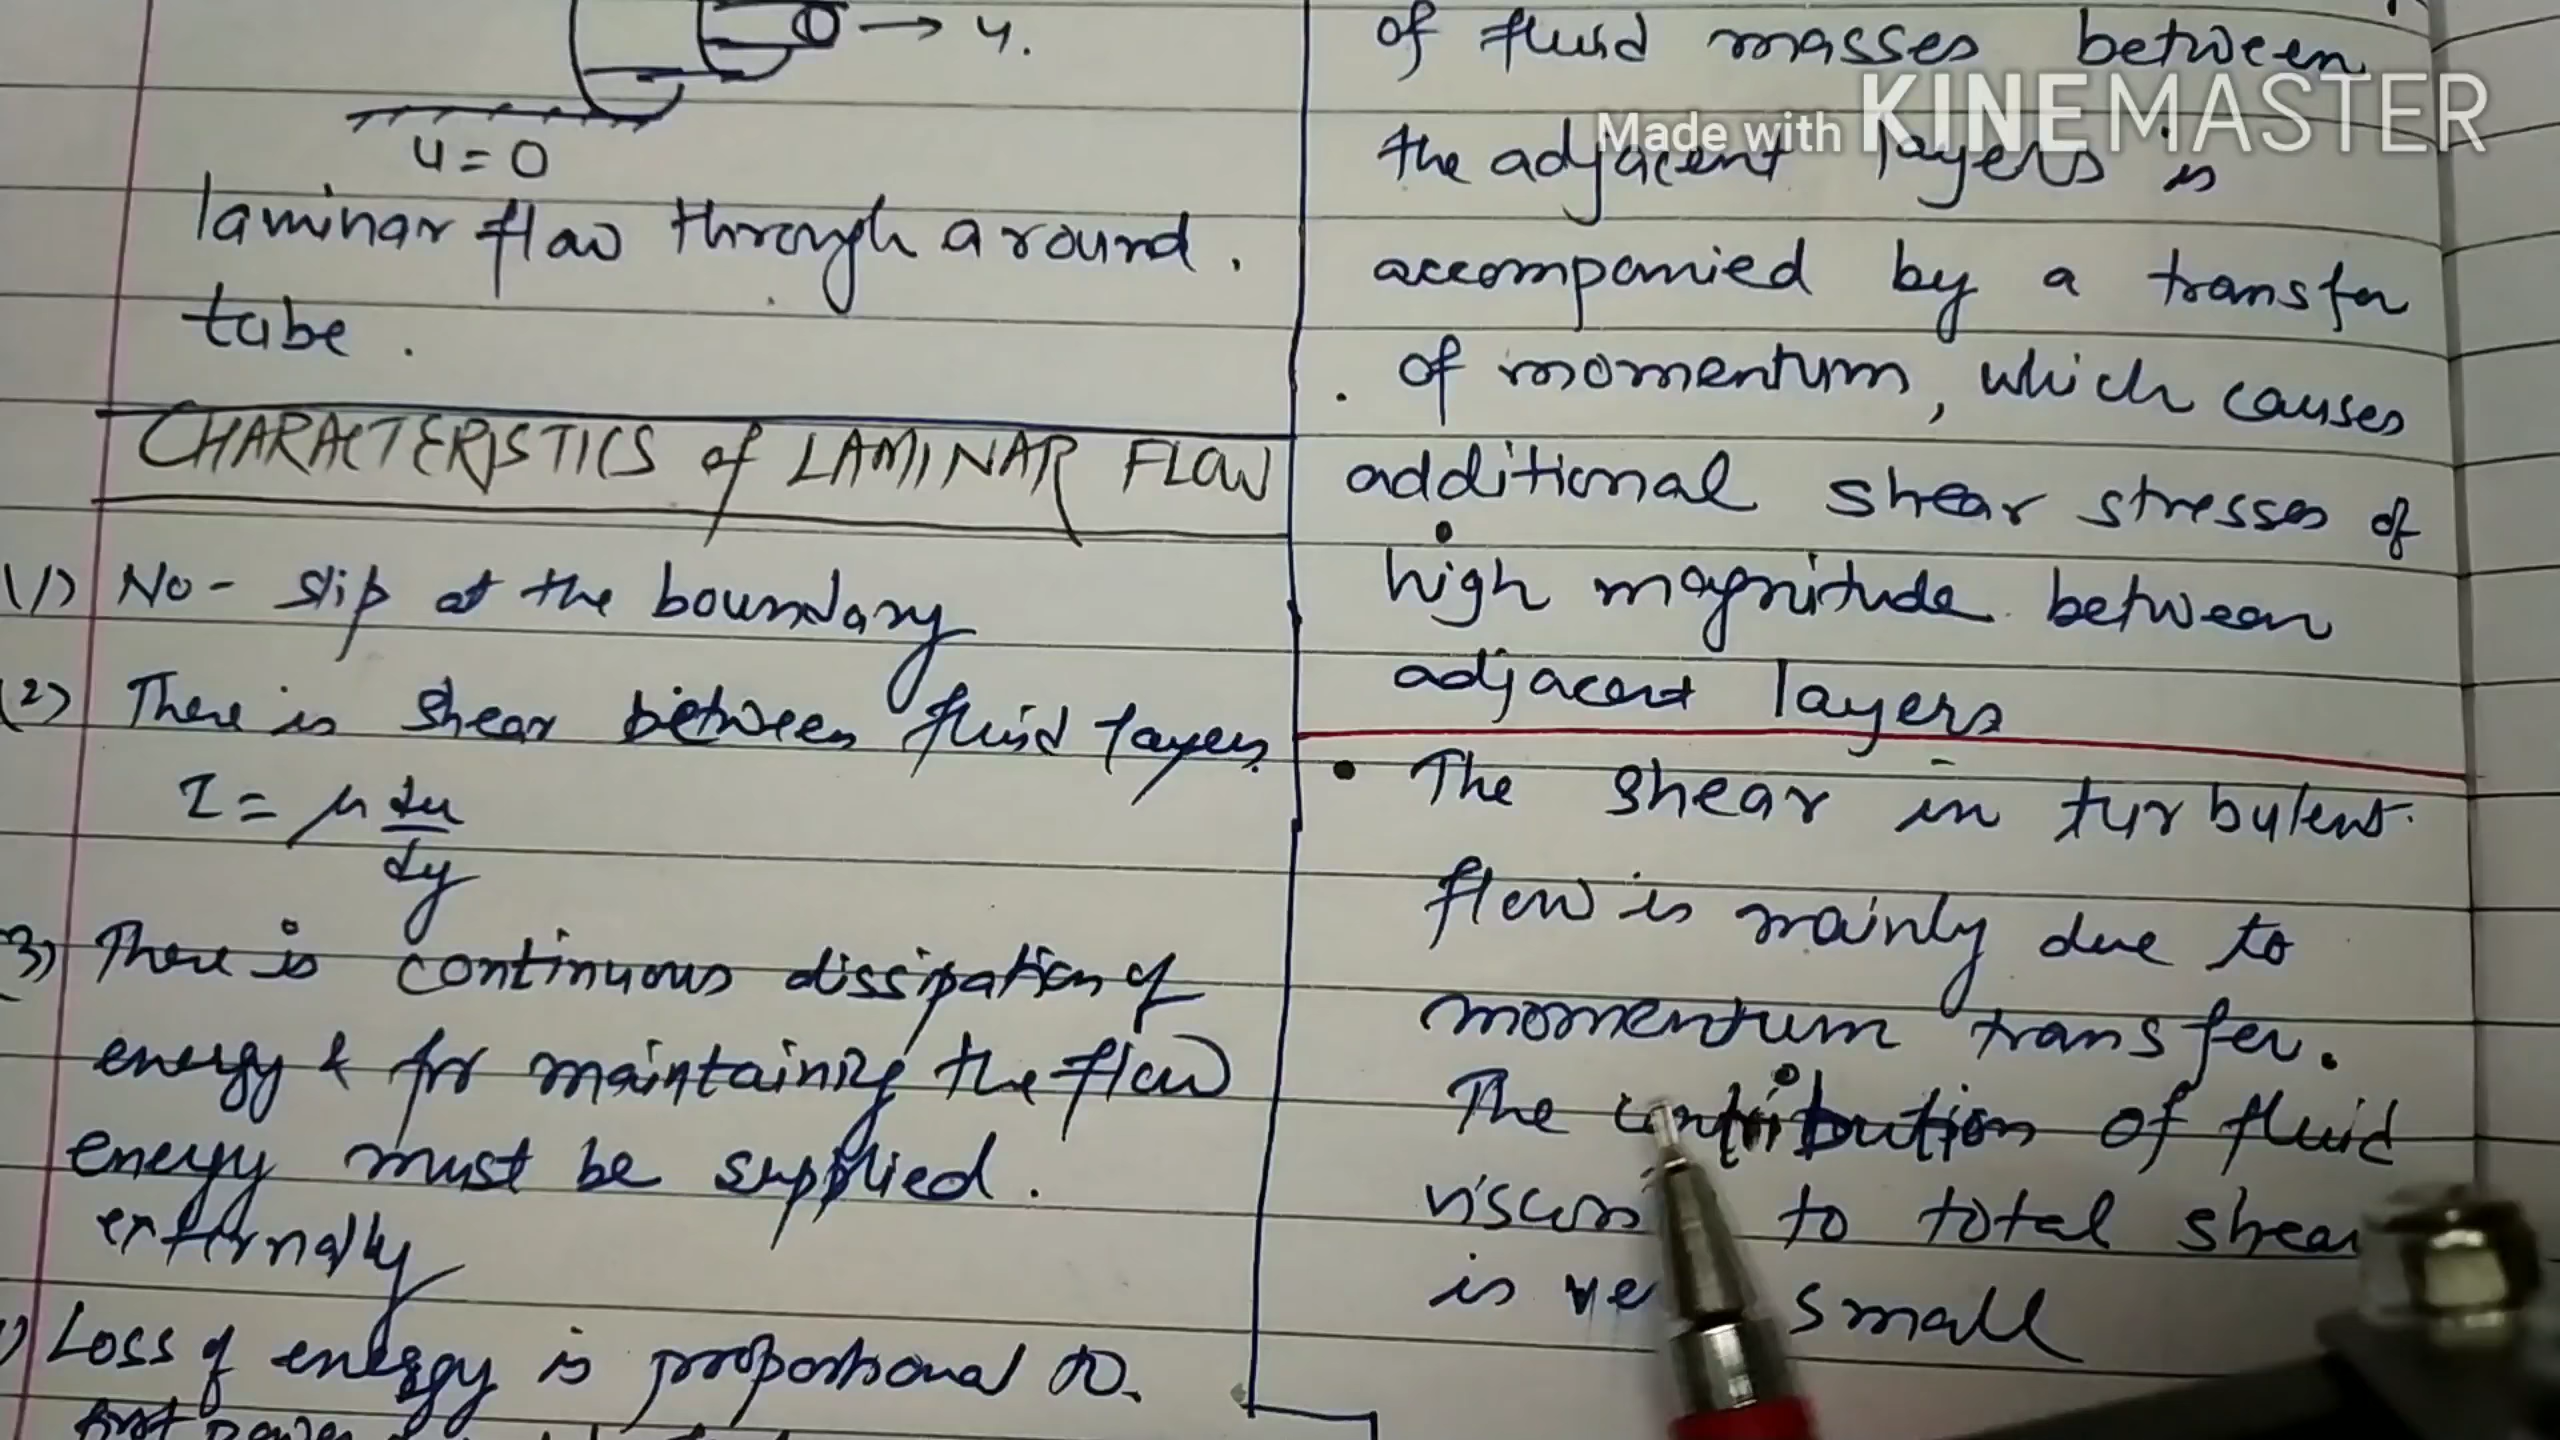 → u.
u = 0
laminar flow through a round.
tube.
CHARACTERISTICS of LAMINAR FLOW
(1) No - slip at the boundary
(2) There is shear between fluid layers.
τ = μ du
dy
3) There is continuous dissipation of
energy & for maintaining the flow
energy must be supplied.
externally
) Loss of energy is proportional to.
first power
of fluid masses between
Made with KINEMASTER
the adjacent layers is
accompanied by a transfer
. of momentum, which causes
additional shear stresses of
high magnitude between
adjacent layers
• The shear in turbulent.
flow is mainly due to
momentum transfer.
The contribution of fluid
to total shear
is small